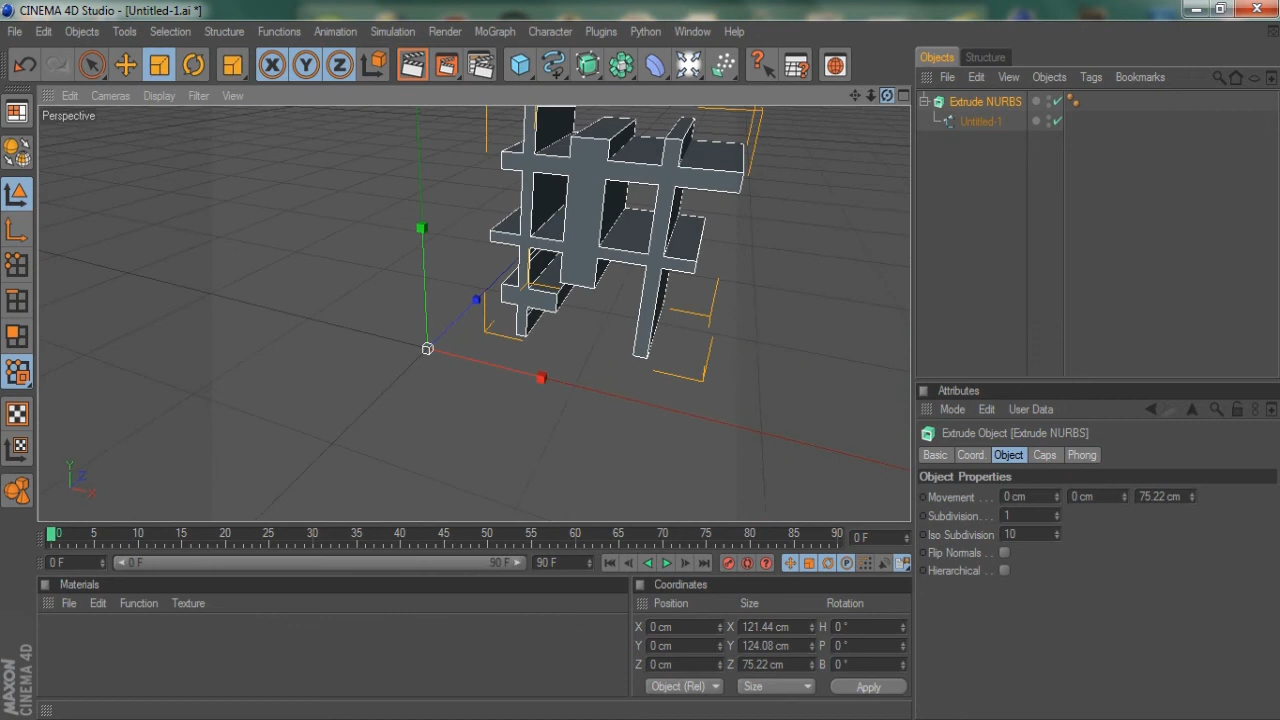 CINEMA 4D Studio - [Untitled-1.ai *]
File Edit Objects Tools Selection Structure Functions Animation Simulation Render MoGraph Character Plugins Python Window Help
X Y Z
Objects Structure
File Edit View Objects Tags Bookmarks
Edit Cameras Display Filter View
Perspective
Extrude NURBS
Untitled-1
Y Z X
Attributes
Mode Edit User Data
Extrude Object [Extrude NURBS]
Basic Coord. Object Caps Phong
Object Properties
Movement . . . 0 cm 0 cm 75.22 cm
Subdivision. . . 1
Iso Subdivision 10
Flip Normals . .
Hierarchical . . .
0 5 10 15 20 25 30 35 40 45 50 55 60 65 70 75 80 85 90 0 F
0 F 0 F 90 F 90 F
Materials
File Edit Function Texture
Coordinates
Position Size Rotation
X 0 cm X 121.44 cm H 0 °
Y 0 cm Y 124.08 cm P 0 °
Z 0 cm Z 75.22 cm B 0 °
Object (Rel) Size Apply
MAXON
CINEMA 4D